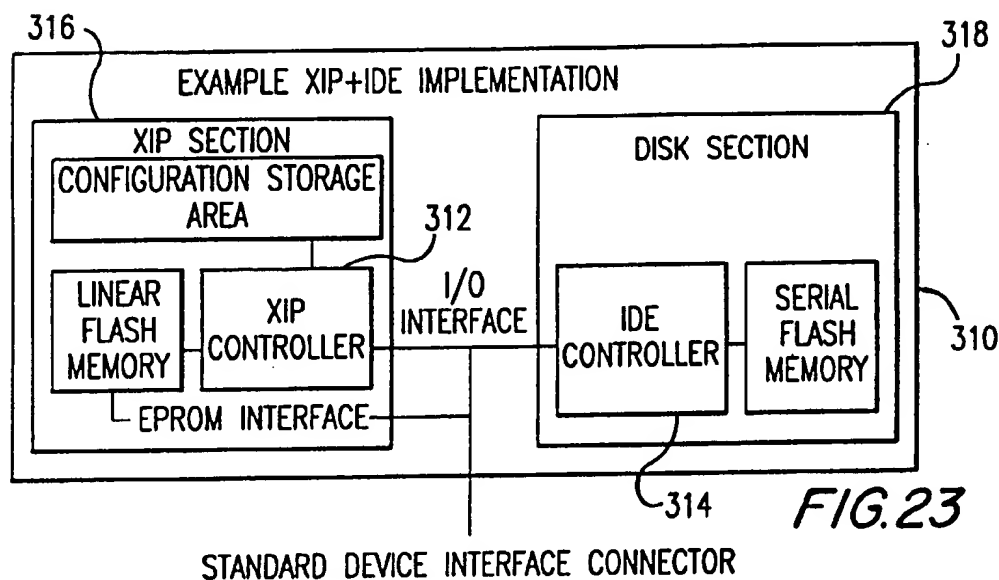 316
318
EXAMPLE XIP+IDE IMPLEMENTATION
XIP SECTION
CONFIGURATION STORAGE
AREA
312
LINEAR
FLASH
MEMORY
XIP
CONTROLLER
EPROM INTERFACE
I/O
INTERFACE
DISK SECTION
IDE
CONTROLLER
SERIAL
FLASH
MEMORY
310
314
FIG.23
STANDARD DEVICE INTERFACE CONNECTOR